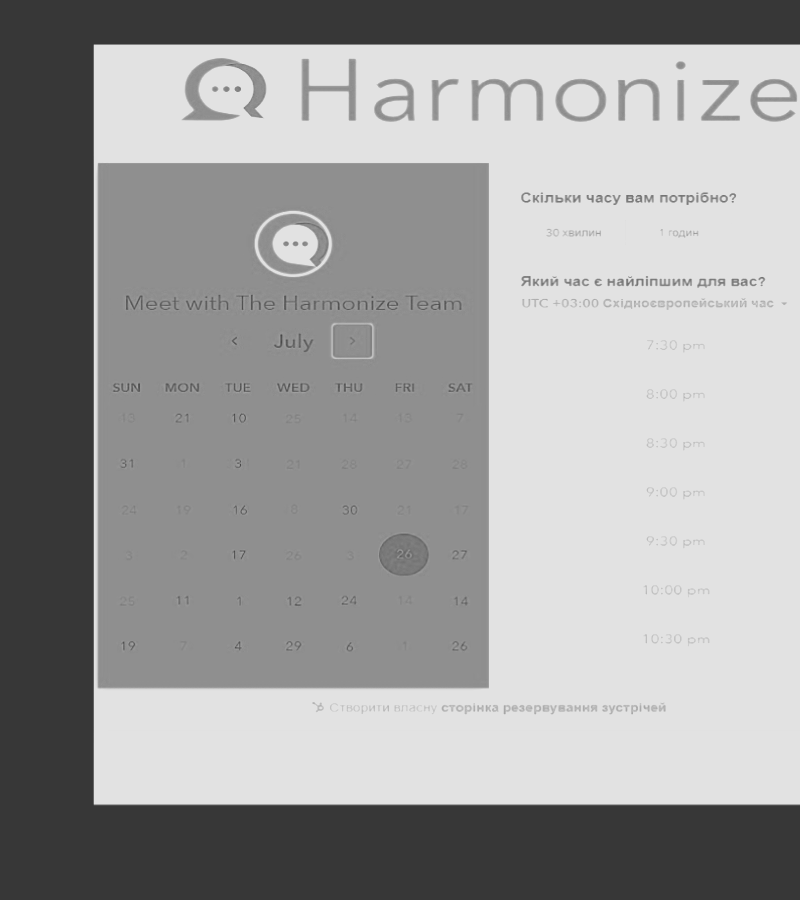 Harmonize
Meet with The Harmonize Team
July
SUN MON TUE WED THU FRI SAT
13 21 10 25 14 13 7
31 1 3 21 28 27 28
24 19 16 8 30 21 17
3 2 17 26 3 26 27
25 11 1 12 24 14 14
19 7 4 29 6 1 26
Скільки часу вам потрібно?
30 хвилин 1 годин
Який час є найліпшим для вас?
UTC +03:00 Східноєвропейський час
7:30 pm
8:00 pm
8:30 pm
9:00 pm
9:30 pm
10:00 pm
10:30 pm
Створити власну сторінка резервування зустрічей